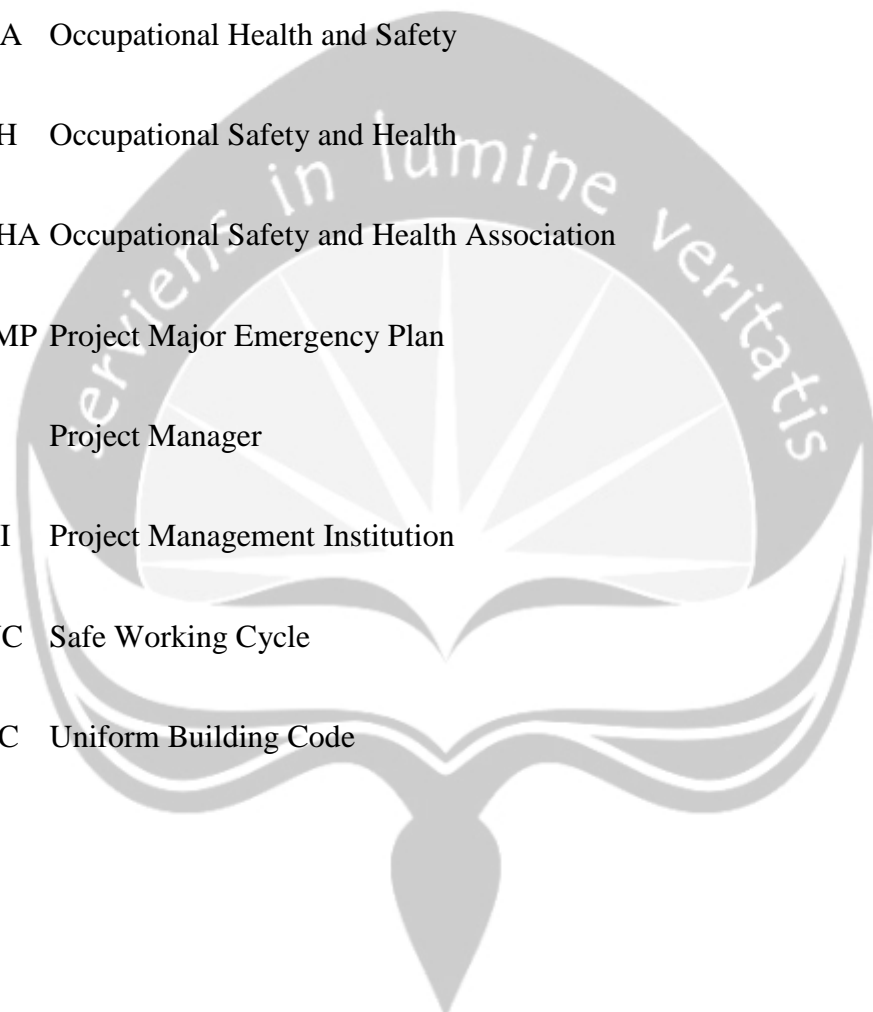 A Occupational Health and Safety
H Occupational Safety and Health
HA Occupational Safety and Health Association
MP Project Major Emergency Plan
Project Manager
I Project Management Institution
C Safe Working Cycle
C Uniform Building Code
serviens in lumine veritatis